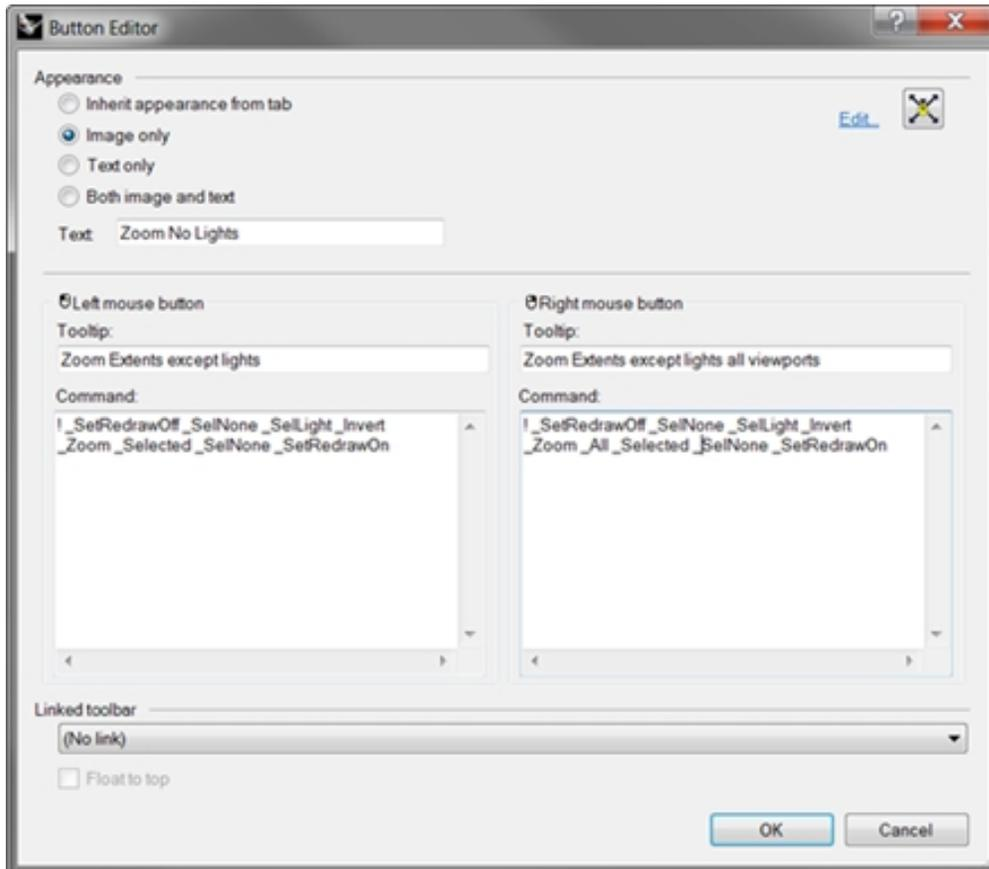 Button Editor
Appearance
Inherit appearance from tab
Image only
Edit...
Text only
Both image and text
Text: Zoom No Lights
Left mouse button
Tooltip:
Zoom Extents except lights
Command:
! _SetRedrawOff _SelNone _SelLight _Invert
_Zoom _Selected _SelNone _SetRedrawOn
Right mouse button
Tooltip:
Zoom Extents except lights all viewports
Command:
! _SetRedrawOff _SelNone _SelLight _Invert
_Zoom _All _Selected _SelNone _SetRedrawOn
Linked toolbar
(No link)
Float to top
OK
Cancel